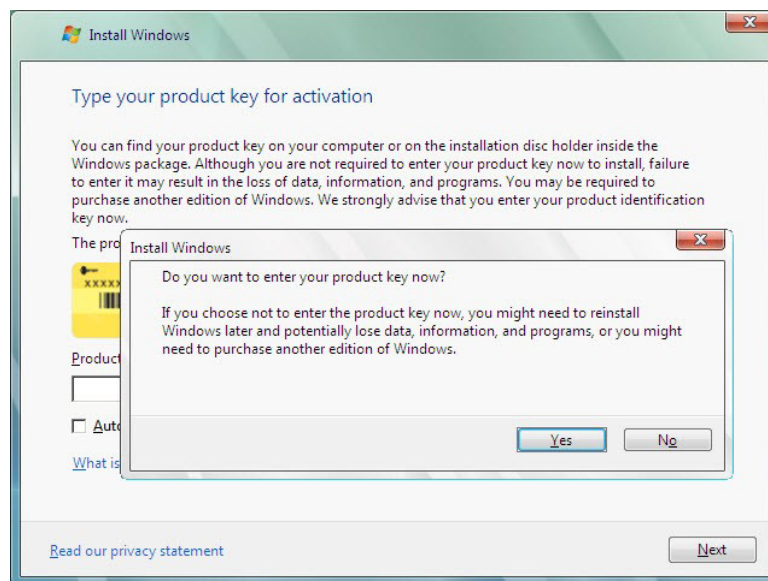 Install Windows
Type your product key for activation
You can find your product key on your computer or on the installation disc holder inside the
Windows package. Although you are not required to enter your product key now to install, failure
to enter it may result in the loss of data, information, and programs. You may be required to
purchase another edition of Windows. We strongly advise that you enter your product identification
key now.
The pro
Install Windows
Do you want to enter your product key now?
If you choose not to enter the product key now, you might need to reinstall
Windows later and potentially lose data, information, and programs, or you might
need to purchase another edition of Windows.
Yes No
XXXXX
Product
Auto
What is
Read our privacy statement
Next